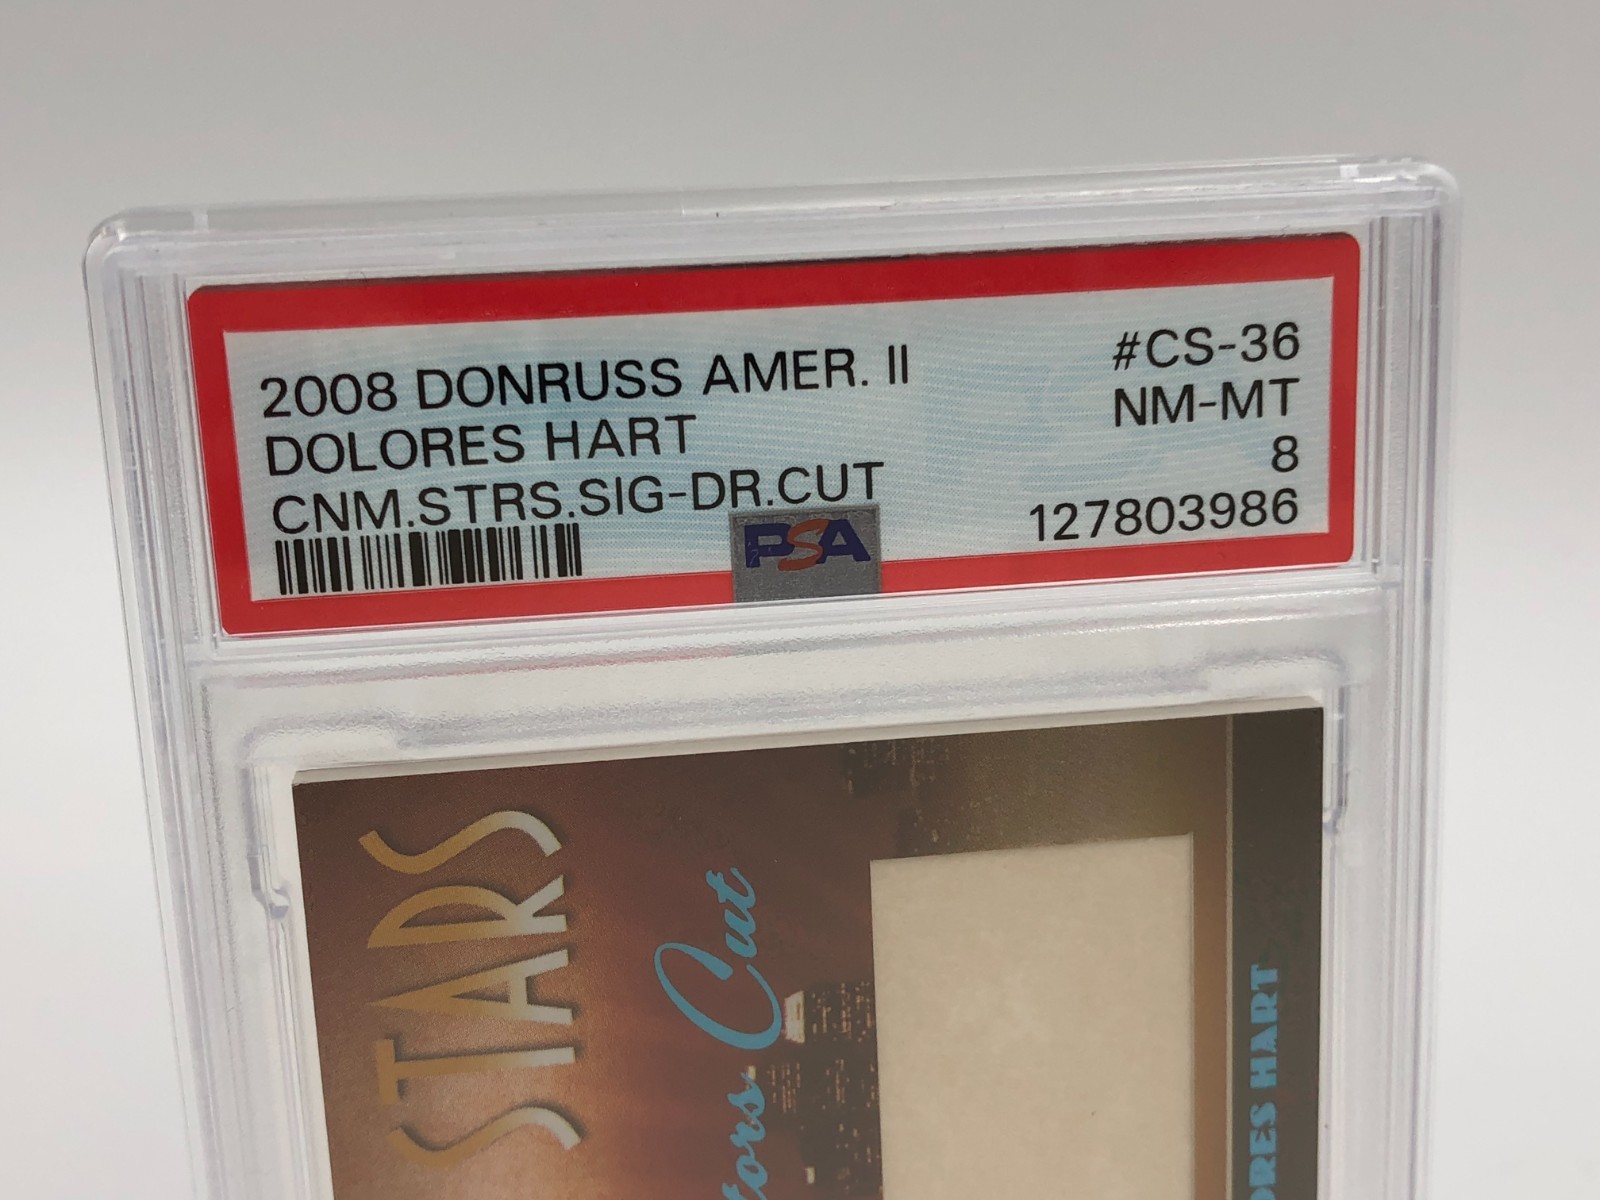 2008 DONRUSS AMER. II
DOLORES HART
CNM.STRS.SIG-DR.CUT
#CS-36
NM-MT
8
127803986
PSA
STARS
Cut
HART